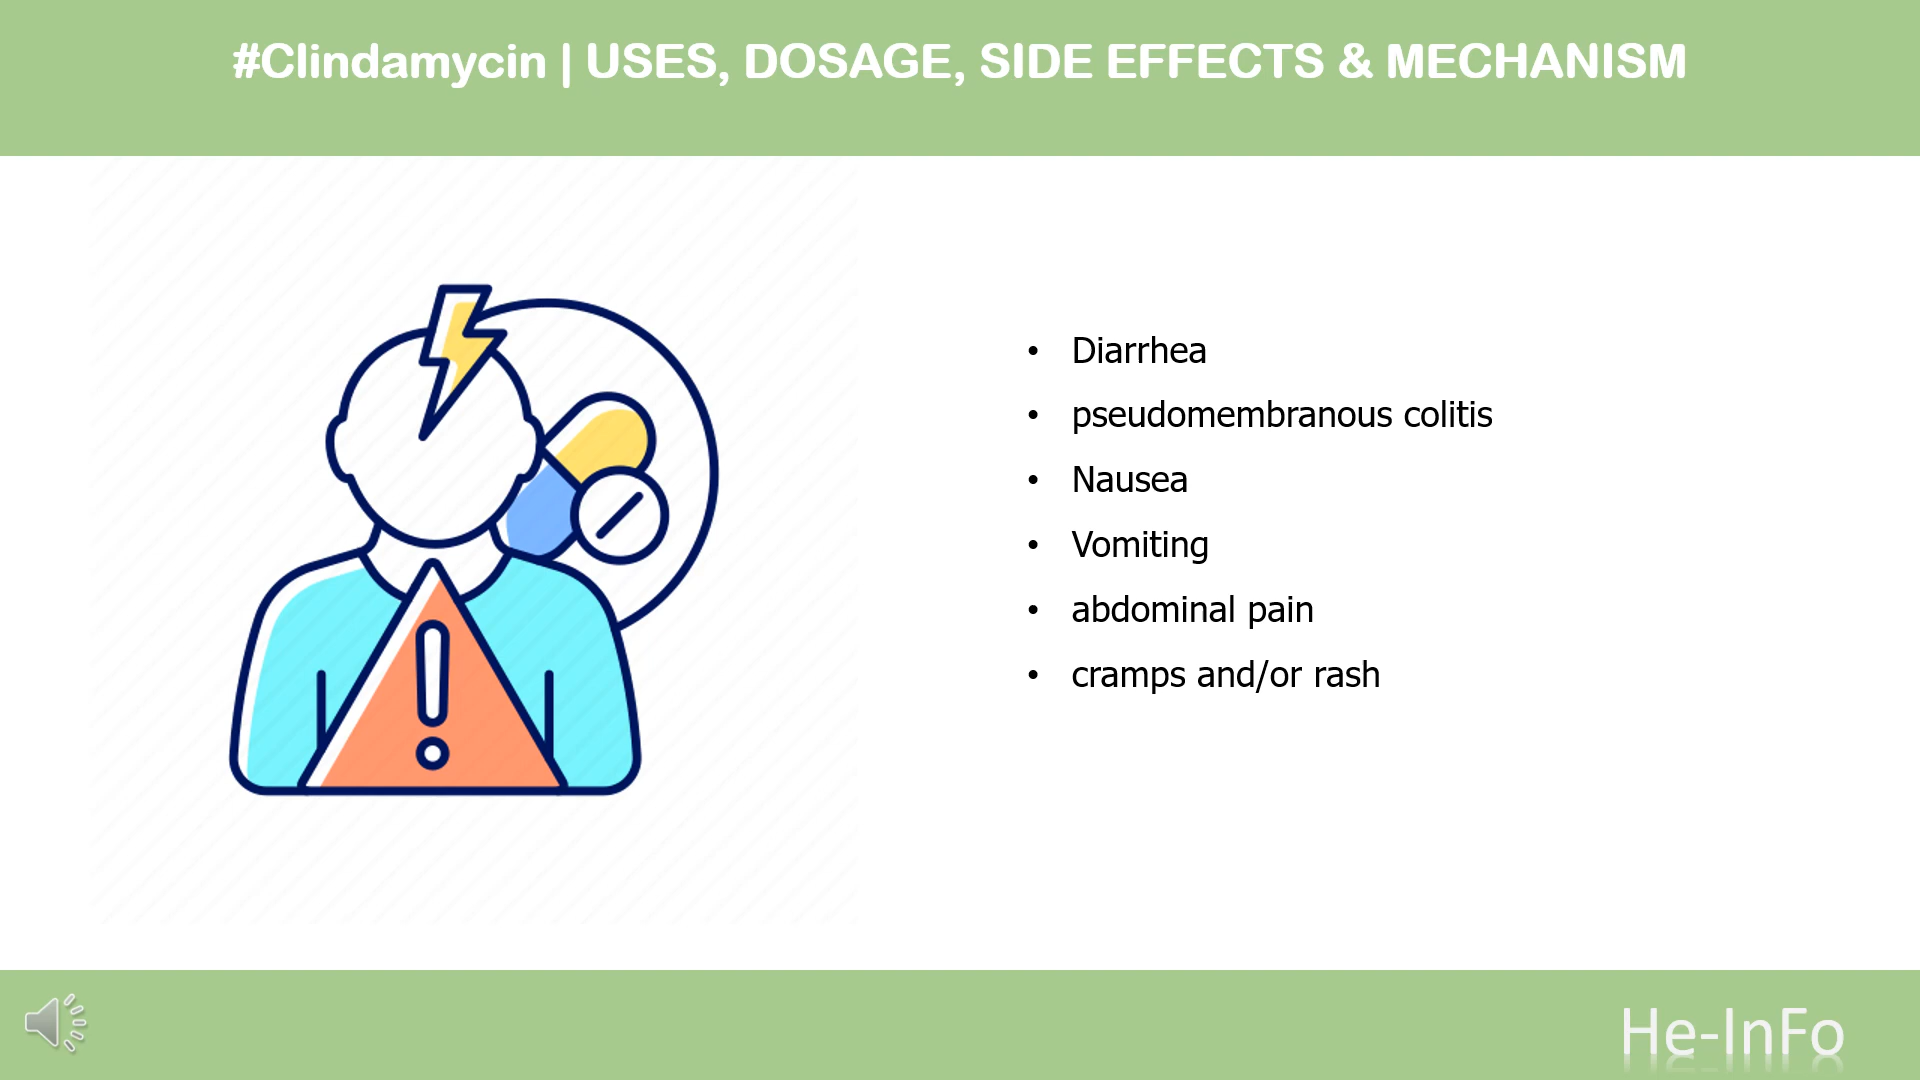 #Clindamycin | USES, DOSAGE, SIDE EFFECTS & MECHANISM
• Diarrhea
• pseudomembranous colitis
• Nausea
• Vomiting
• abdominal pain
• cramps and/or rash
He-InFo